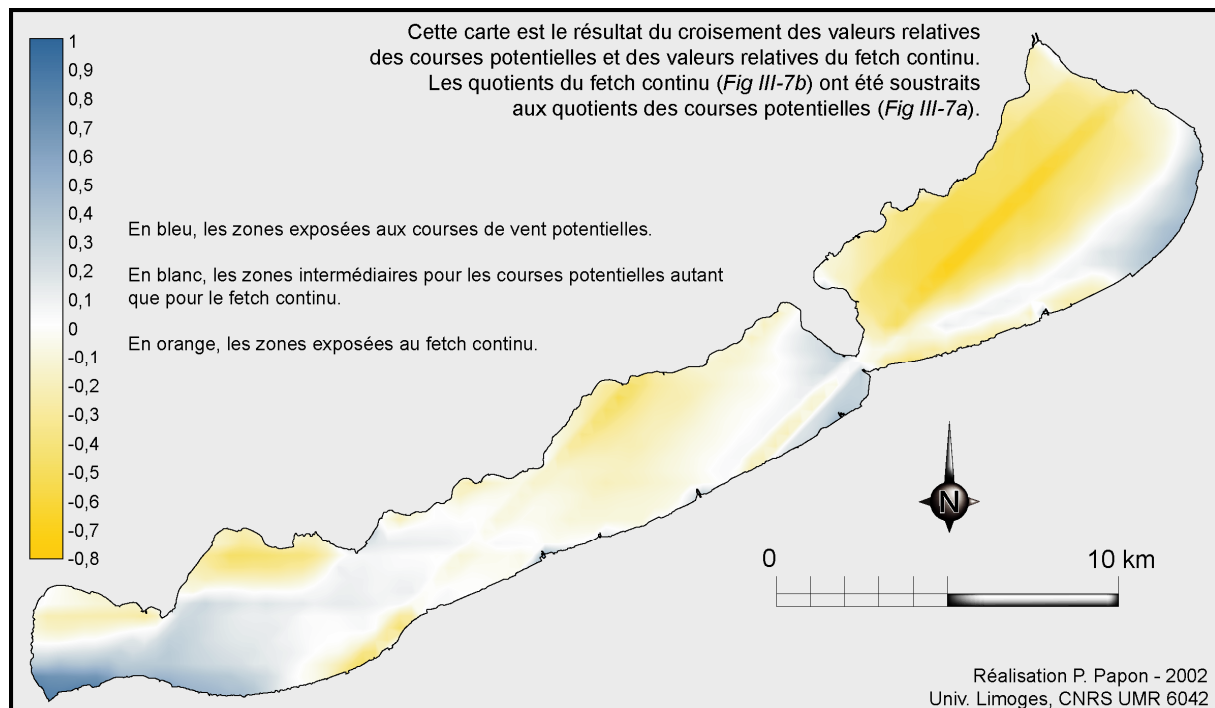 Cette carte est le résultat du croisement des valeurs relatives
des courses potentielles et des valeurs relatives du fetch continu.
Les quotients du fetch continu (Fig III-7b) ont été soustraits
aux quotients des courses potentielles (Fig III-7a).
1
0,9
0,8
0,7
0,6
0,5
0,4
0,3
0,2
0,1
0
-0,1
-0,2
-0,3
-0,4
-0,5
-0,6
-0,7
-0,8
En bleu, les zones exposées aux courses de vent potentielles.
En blanc, les zones intermédiaires pour les courses potentielles autant
que pour le fetch continu.
En orange, les zones exposées au fetch continu.
N
0 10 km
Réalisation P. Papon - 2002
Univ. Limoges, CNRS UMR 6042